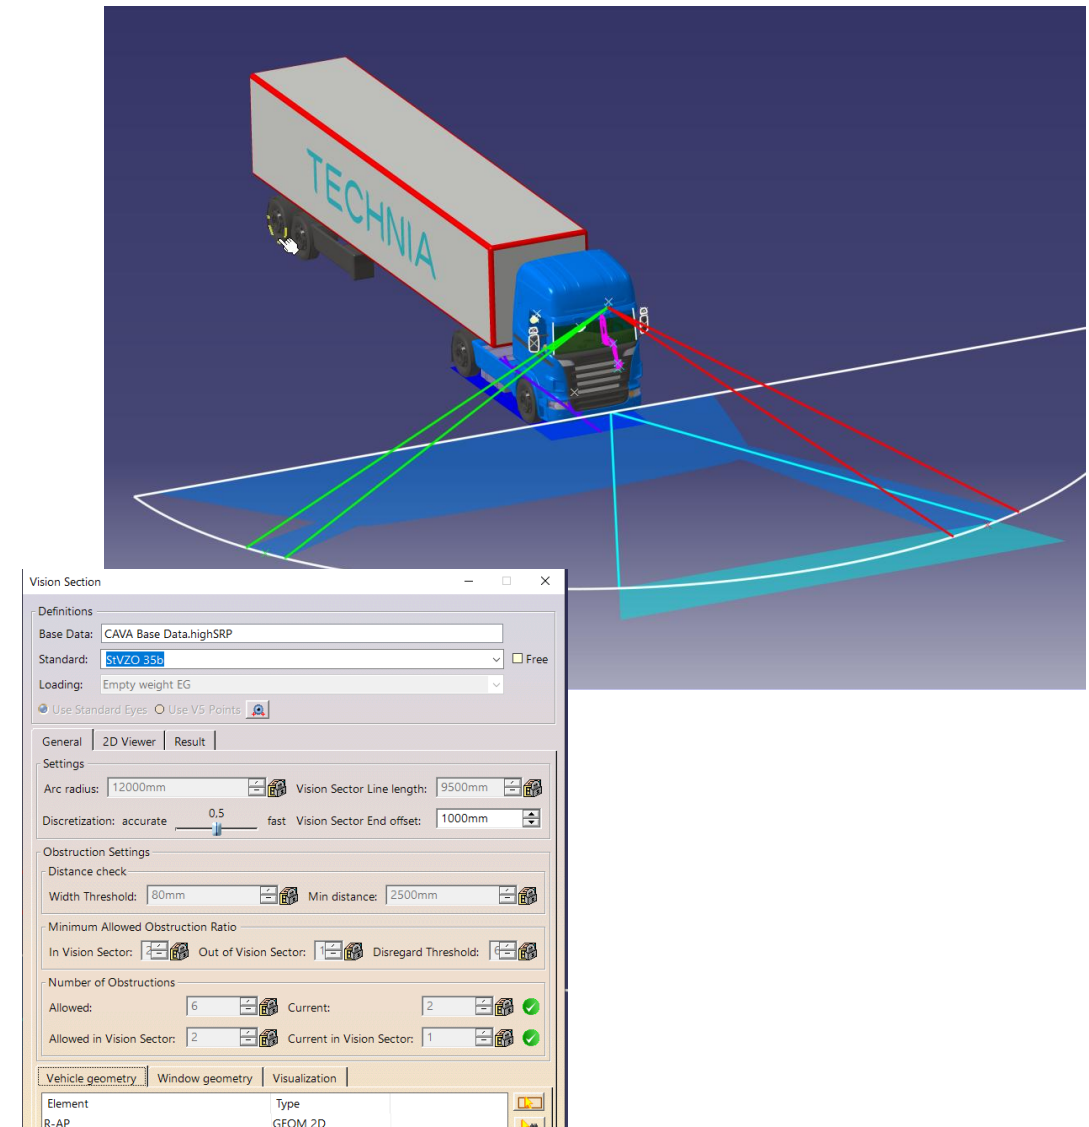 TECHNIA
Vision Section
Definitions
Base Data: CAVA Base Data.highSRP
Standard: StVZO 35b Free
Loading: Empty weight EG
Use Standard Eyes Use V5 Points
General 2D Viewer Result
Settings
Arc radius: 12000mm Vision Sector Line length: 9500mm
Discretization: accurate 0,5 fast Vision Sector End offset: 1000mm
Obstruction Settings
Distance check
Width Threshold: 80mm Min distance: 2500mm
Minimum Allowed Obstruction Ratio
In Vision Sector: Out of Vision Sector: Disregard Threshold:
Number of Obstructions
Allowed: 6 Current: 2
Allowed in Vision Sector: 2 Current in Vision Sector: 1
Vehicle geometry Window geometry Visualization
Element Type
R-AP GEOM 2D